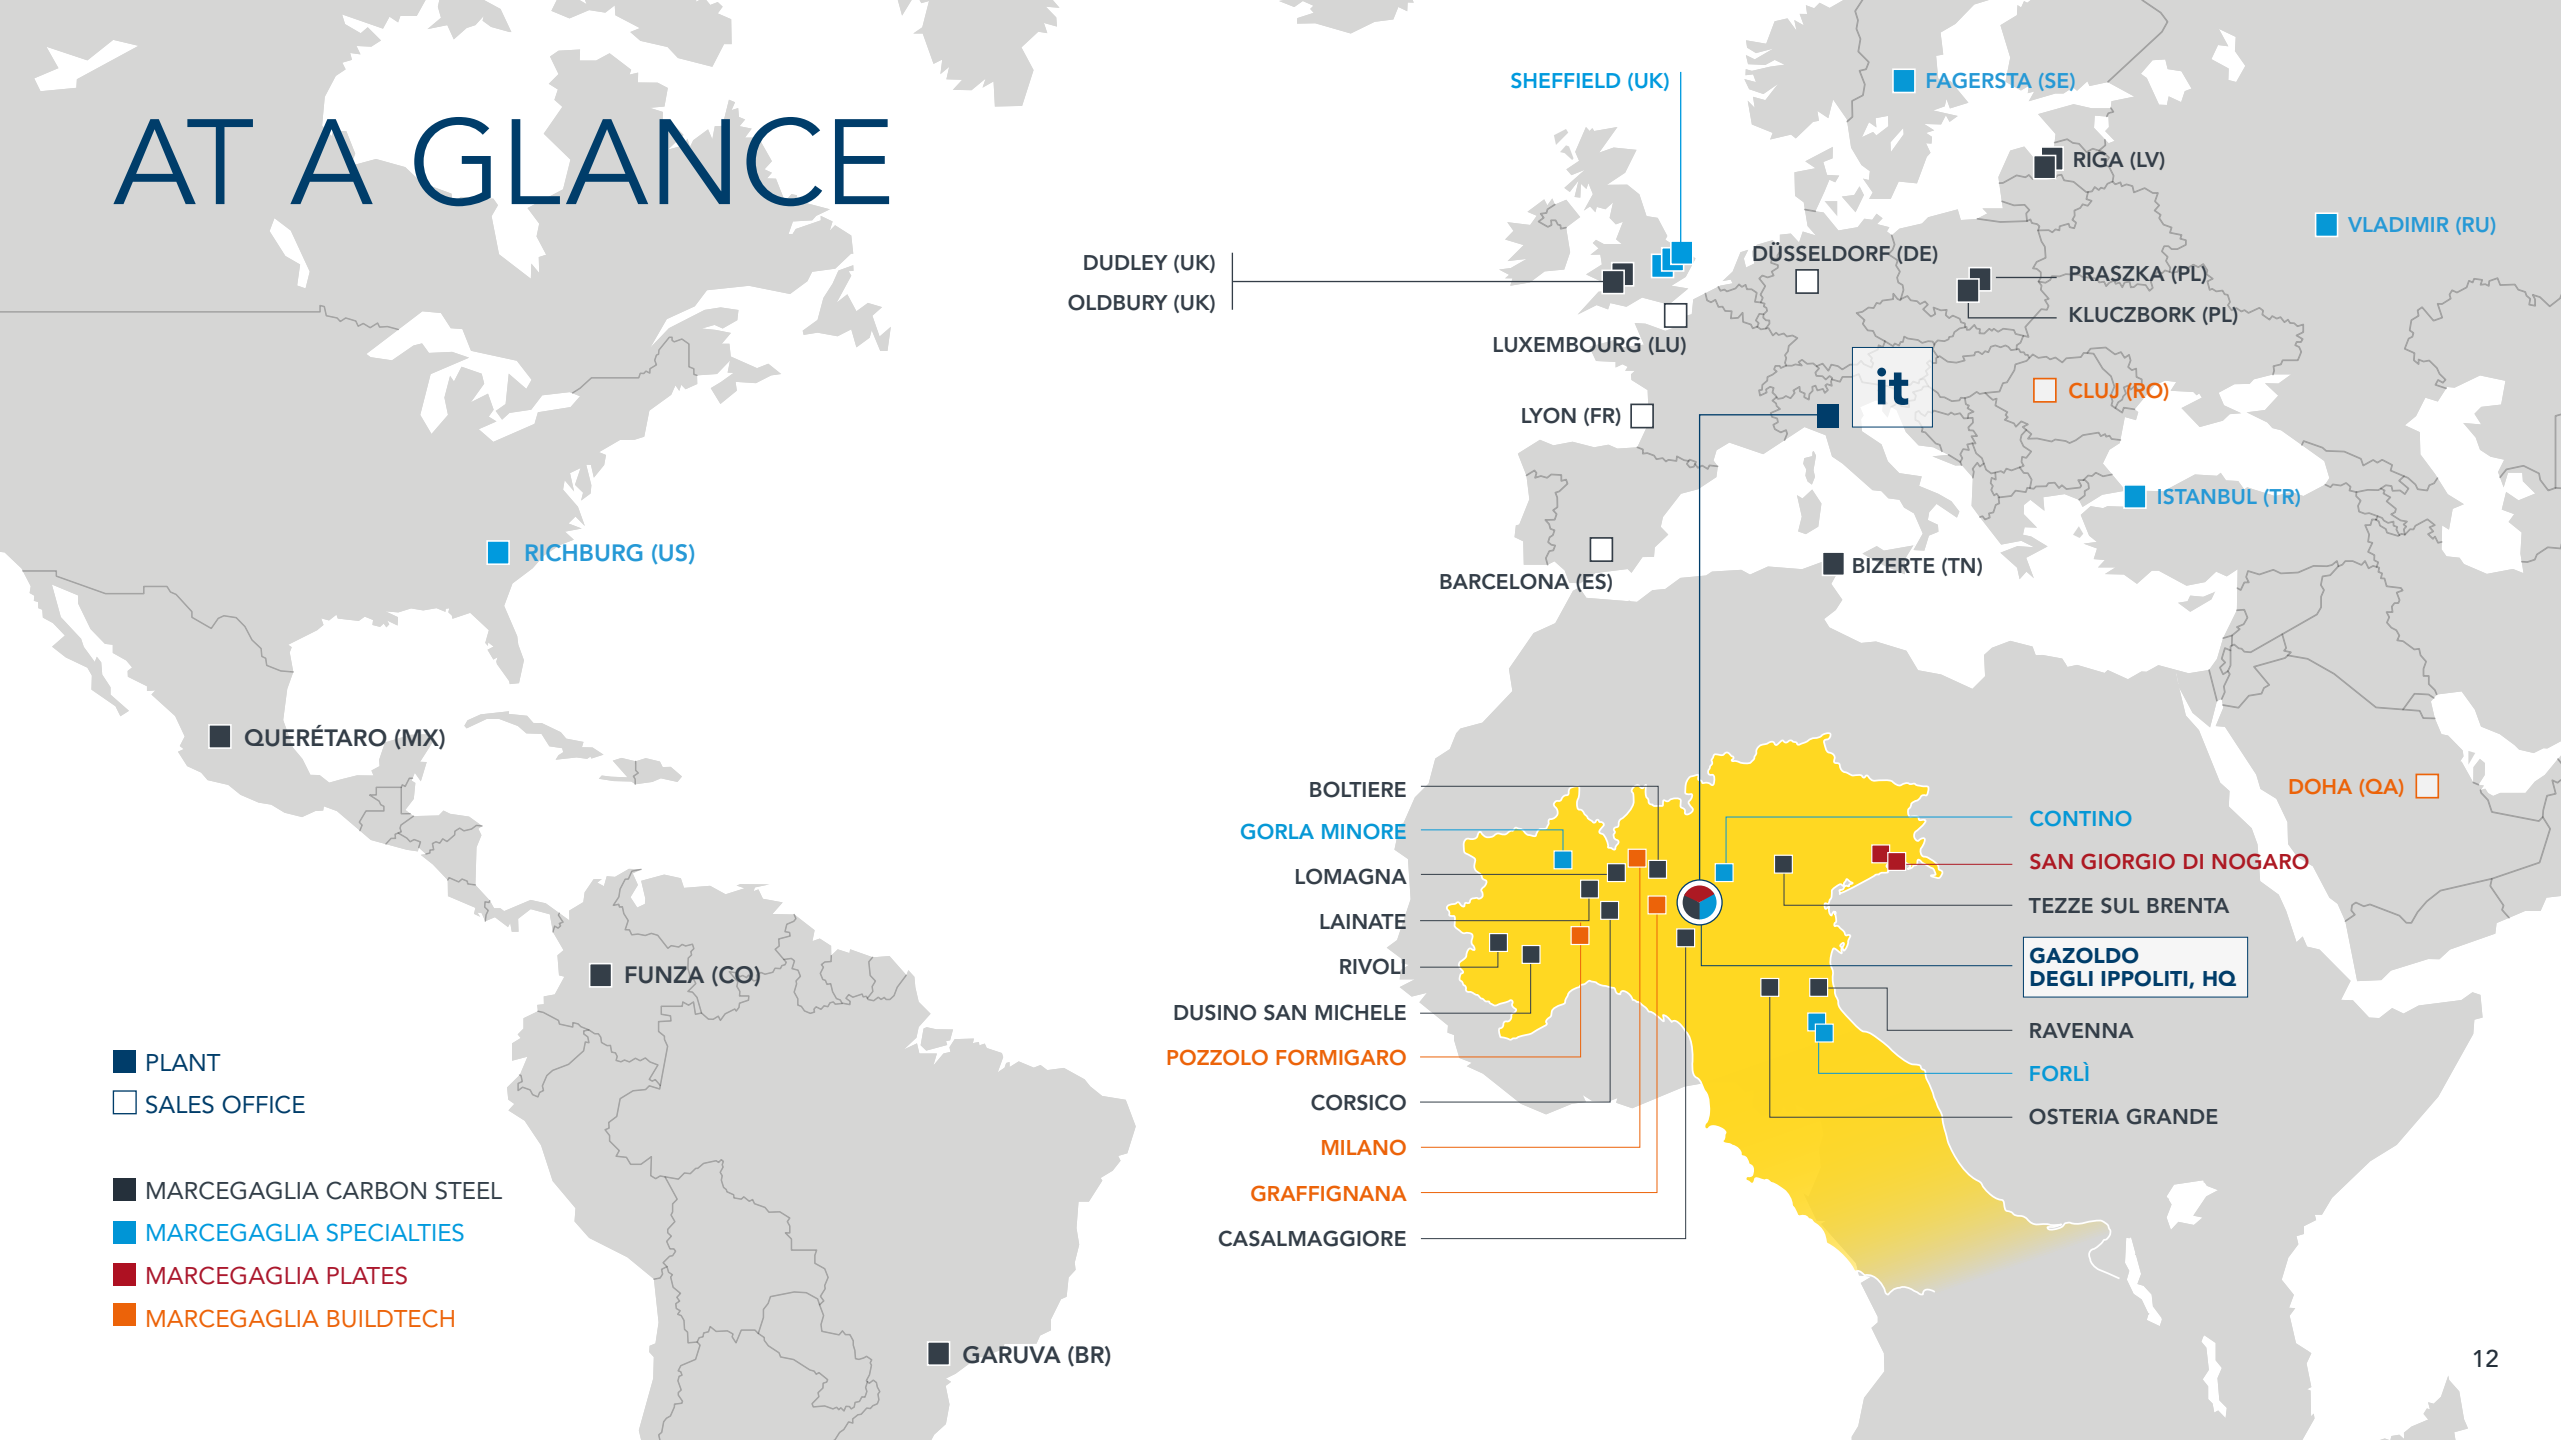 AT A GLANCE
SHEFFIELD (UK)
FAGERSTA (SE)
RIGA (LV)
VLADIMIR (RU)
DUDLEY (UK)
OLDBURY (UK)
DÜSSELDORF (DE)
PRASZKA (PL)
KLUCZBORK (PL)
LUXEMBOURG (LU)
it
CLUJ (RO)
LYON (FR)
ISTANBUL (TR)
RICHBURG (US)
BARCELONA (ES)
BIZERTE (TN)
QUERÉTARO (MX)
FUNZA (CO)
GARUVA (BR)
DOHA (QA)
BOLTIERE
GORLA MINORE
LOMAGNA
LAINATE
RIVOLI
DUSINO SAN MICHELE
POZZOLO FORMIGARO
CORSICO
MILANO
GRAFFIGNANA
CASALMAGGIORE
CONTINO
SAN GIORGIO DI NOGARO
TEZZE SUL BRENTA
GAZOLDO
DEGLI IPPOLITI, HQ
RAVENNA
FORLÌ
OSTERIA GRANDE
PLANT
SALES OFFICE
MARCEGAGLIA CARBON STEEL
MARCEGAGLIA SPECIALTIES
MARCEGAGLIA PLATES
MARCEGAGLIA BUILDTECH
12